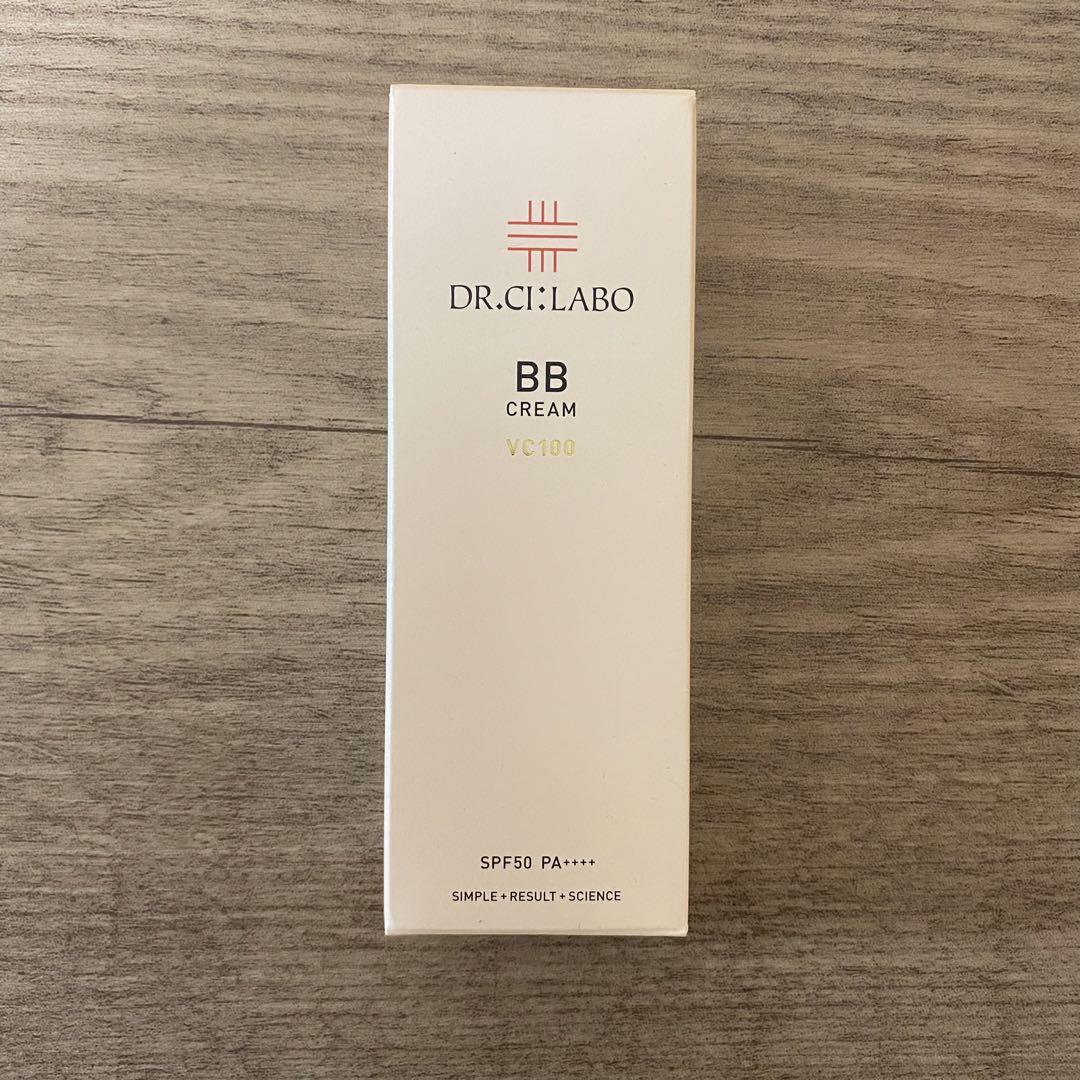 DR.CI:LABO
BB
CREAM
VC100
SPF50 PA++++
SIMPLE+RESULT+SCIENCE